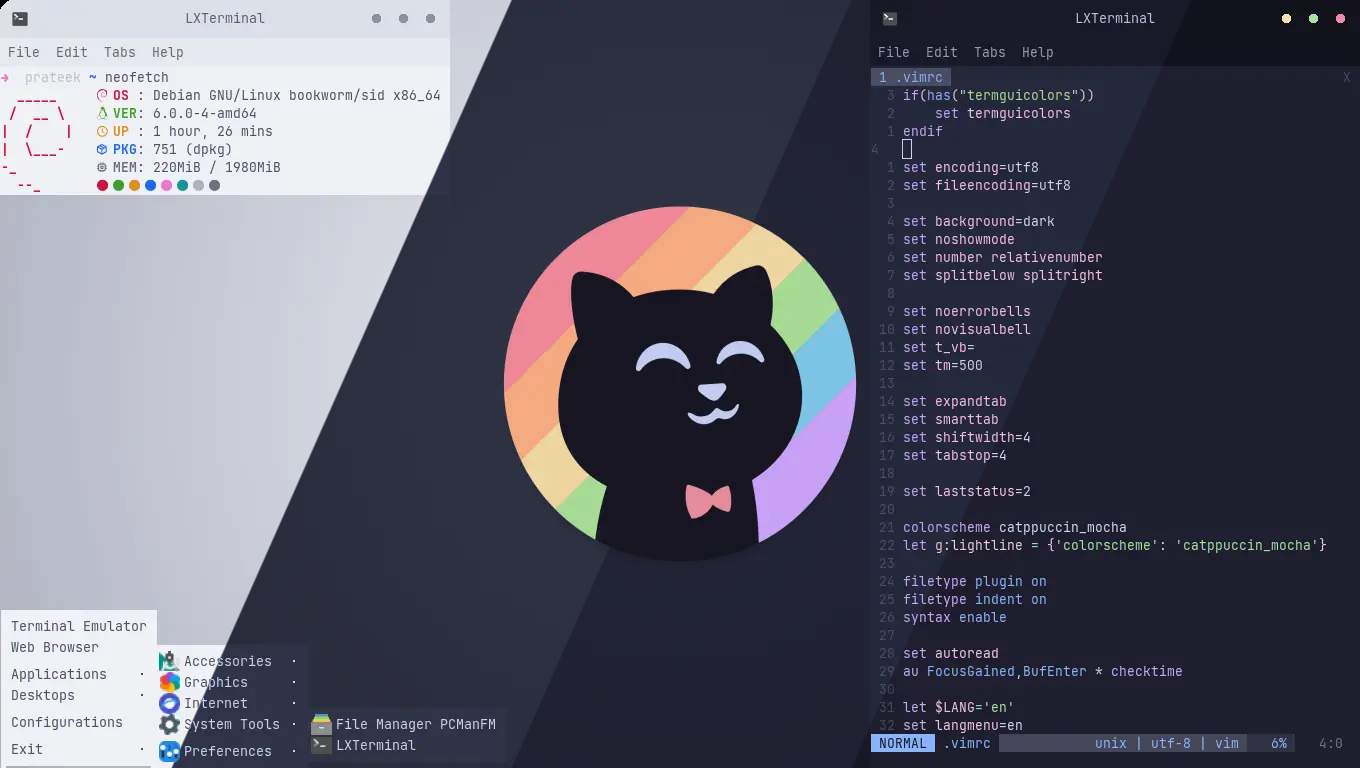 LXTerminal
File Edit Tabs Help
→ prateek ~ neofetch
OS : Debian GNU/Linux bookworm/sid x86_64
VER: 6.0.0-4-amd64
UP : 1 hour, 26 mins
PKG: 751 (dpkg)
MEM: 220MiB / 1980MiB
Terminal Emulator
Web Browser
Applications
Desktops
Configurations
Exit
Accessories
Graphics
Internet
System Tools
Preferences
File Manager PCManFM
LXTerminal
LXTerminal
File Edit Tabs Help
1 .vimrc X
3 if(has("termguicolors"))
2 set termguicolors
1 endif
4
1 set encoding=utf8
2 set fileencoding=utf8
3
4 set background=dark
5 set noshowmode
6 set number relativenumber
7 set splitbelow splitright
8
9 set noerrorbells
10 set novisualbell
11 set t_vb=
12 set tm=500
13
14 set expandtab
15 set smarttab
16 set shiftwidth=4
17 set tabstop=4
18
19 set laststatus=2
20
21 colorscheme catppuccin_mocha
22 let g:lightline = {'colorscheme': 'catppuccin_mocha'}
23
24 filetype plugin on
25 filetype indent on
26 syntax enable
27
28 set autoread
29 au FocusGained,BufEnter * checktime
30
31 let $LANG='en'
32 set langmenu=en
NORMAL .vimrc unix | utf-8 | vim 6% 4:0